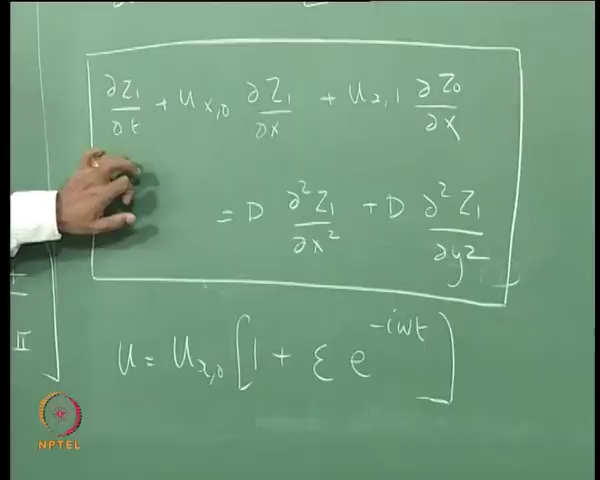 ∂Z₁/∂t + u_{x,0} ∂Z₁/∂x + u_{x,1} ∂Z₀/∂x
= D ∂²Z₁/∂x² + D ∂²Z₁/∂y²
I
II
u = u_{x,0} [1 + ε e^{-iωt}]
NPTEL